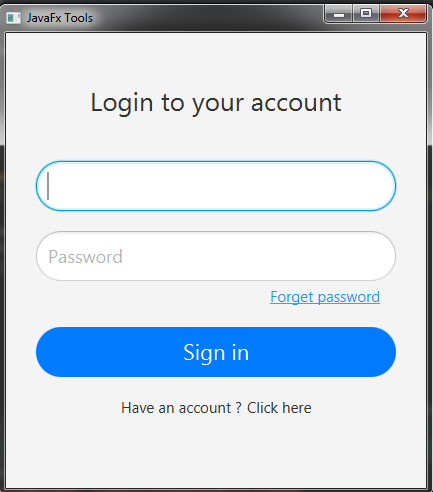 JavaFx Tools
Login to your account
Password
Forget password
Sign in
Have an account ? Click here